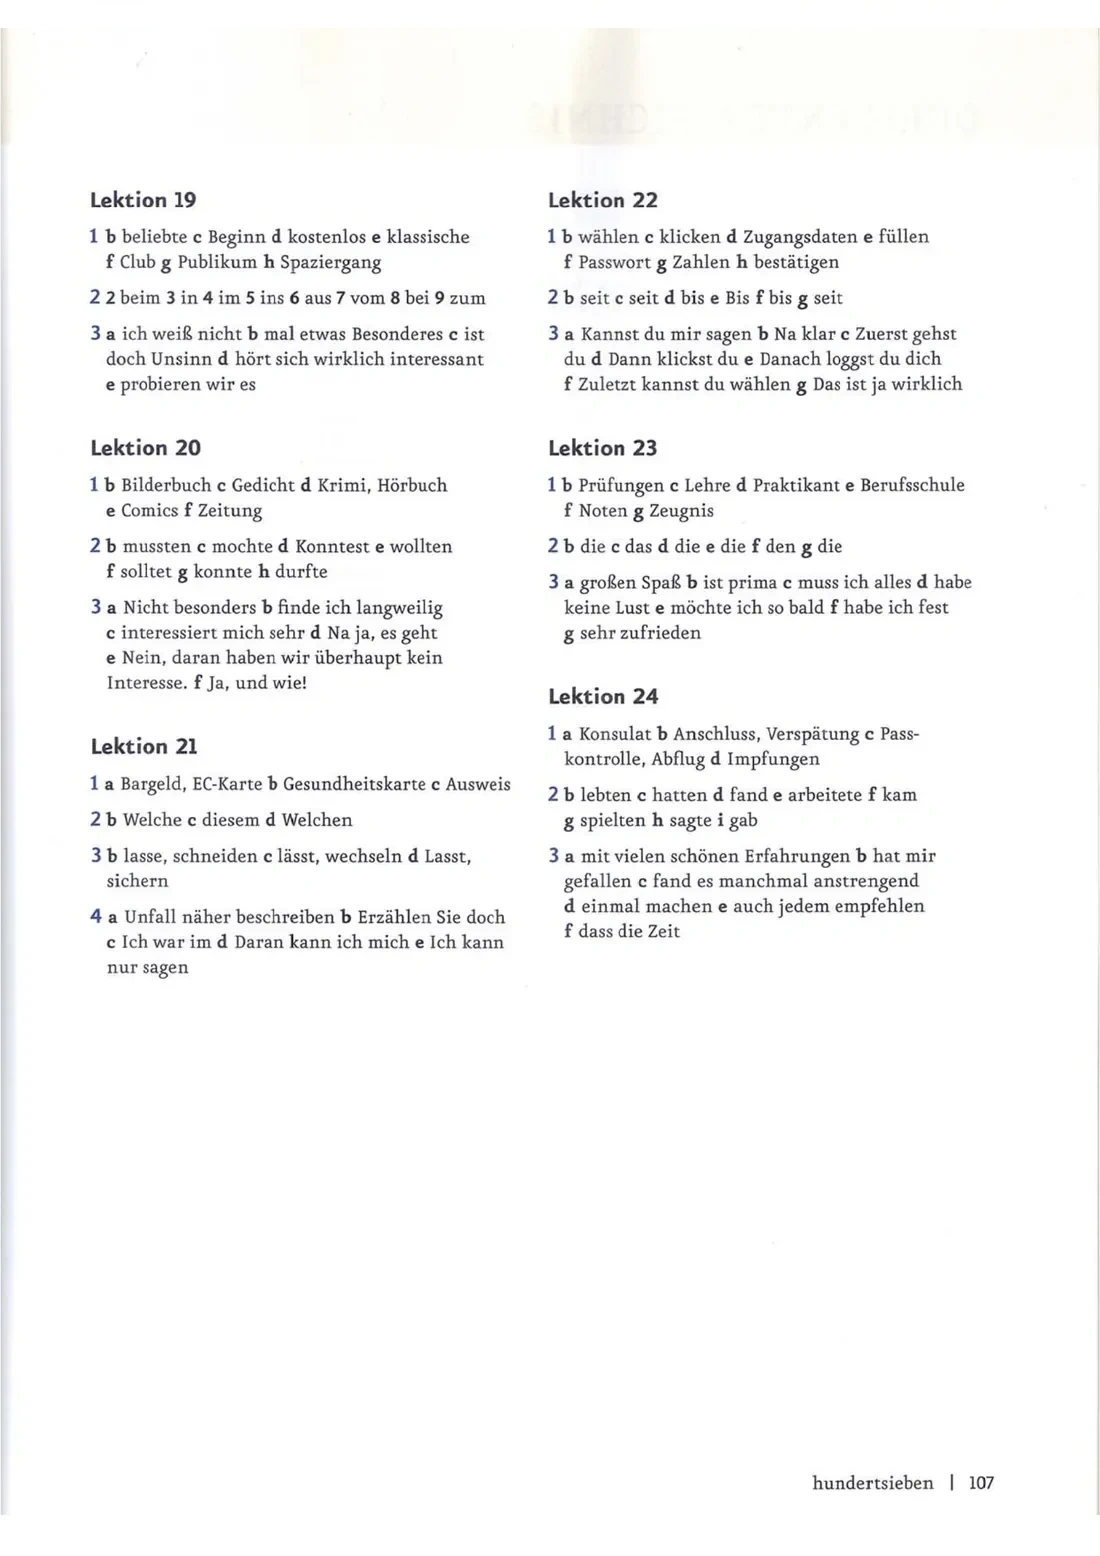 Lektion 19
1 b beliebte c Beginn d kostenlos e klassische
f Club g Publikum h Spaziergang
2 2 beim 3 in 4 im 5 ins 6 aus 7 vom 8 bei 9 zum
3 a ich weiß nicht b mal etwas Besonderes c ist
doch Unsinn d hört sich wirklich interessant
e probieren wir es
Lektion 20
1 b Bilderbuch c Gedicht d Krimi, Hörbuch
e Comics f Zeitung
2 b mussten c mochte d Konntest e wollten
f solltet g konnte h durfte
3 a Nicht besonders b finde ich langweilig
c interessiert mich sehr d Na ja, es geht
e Nein, daran haben wir überhaupt kein
Interesse. f Ja, und wie!
Lektion 21
1 a Bargeld, EC-Karte b Gesundheitskarte c Ausweis
2 b Welche c diesem d Welchen
3 b lasse, schneiden c lässt, wechseln d Lasst,
sichern
4 a Unfall näher beschreiben b Erzählen Sie doch
c Ich war im d Daran kann ich mich e Ich kann
nur sagen
Lektion 22
1 b wählen c klicken d Zugangsdaten e füllen
f Passwort g Zahlen h bestätigen
2 b seit c seit d bis e Bis f bis g seit
3 a Kannst du mir sagen b Na klar c Zuerst gehst
du d Dann klickst du e Danach loggst du dich
f Zuletzt kannst du wählen g Das ist ja wirklich
Lektion 23
1 b Prüfungen c Lehre d Praktikant e Berufsschule
f Noten g Zeugnis
2 b die c das d die e die f den g die
3 a großen Spaß b ist prima c muss ich alles d habe
keine Lust e möchte ich so bald f habe ich fest
g sehr zufrieden
Lektion 24
1 a Konsulat b Anschluss, Verspätung c Pass-
kontrolle, Abflug d Impfungen
2 b lebten c hatten d fand e arbeitete f kam
g spielten h sagte i gab
3 a mit vielen schönen Erfahrungen b hat mir
gefallen c fand es manchmal anstrengend
d einmal machen e auch jedem empfehlen
f dass die Zeit
hundertsieben | 107